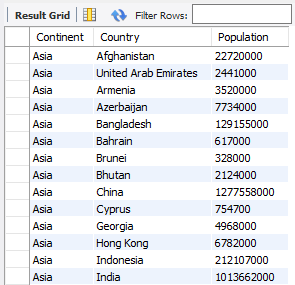 Result Grid Filter Rows:
Continent Country Population
Asia Afghanistan 22720000
Asia United Arab Emirates 2441000
Asia Armenia 3520000
Asia Azerbaijan 7734000
Asia Bangladesh 129155000
Asia Bahrain 617000
Asia Brunei 328000
Asia Bhutan 2124000
Asia China 1277558000
Asia Cyprus 754700
Asia Georgia 4968000
Asia Hong Kong 6782000
Asia Indonesia 212107000
Asia India 1013662000